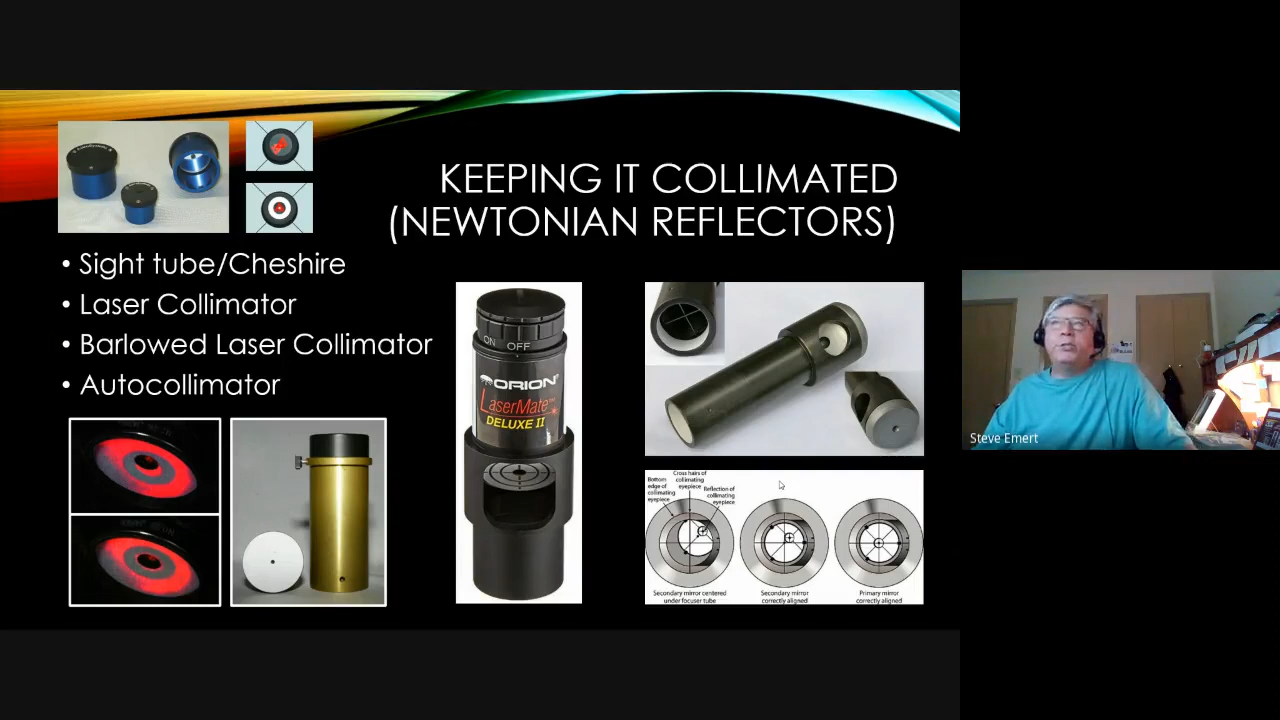 KEEPING IT COLLIMATED
(NEWTONIAN REFLECTORS)
• Sight tube/Cheshire
• Laser Collimator
• Barlowed Laser Collimator
• Autocollimator
ON OFF
ORION
LaserMate™
DELUXE II
Bottom
edge of
collimating
eyepiece
Cross hairs of
collimating
eyepiece
Reflection of
collimating
eyepiece
Secondary mirror centered
under focuser tube
Secondary mirror
correctly aligned
Primary mirror
correctly aligned
Steve Emert